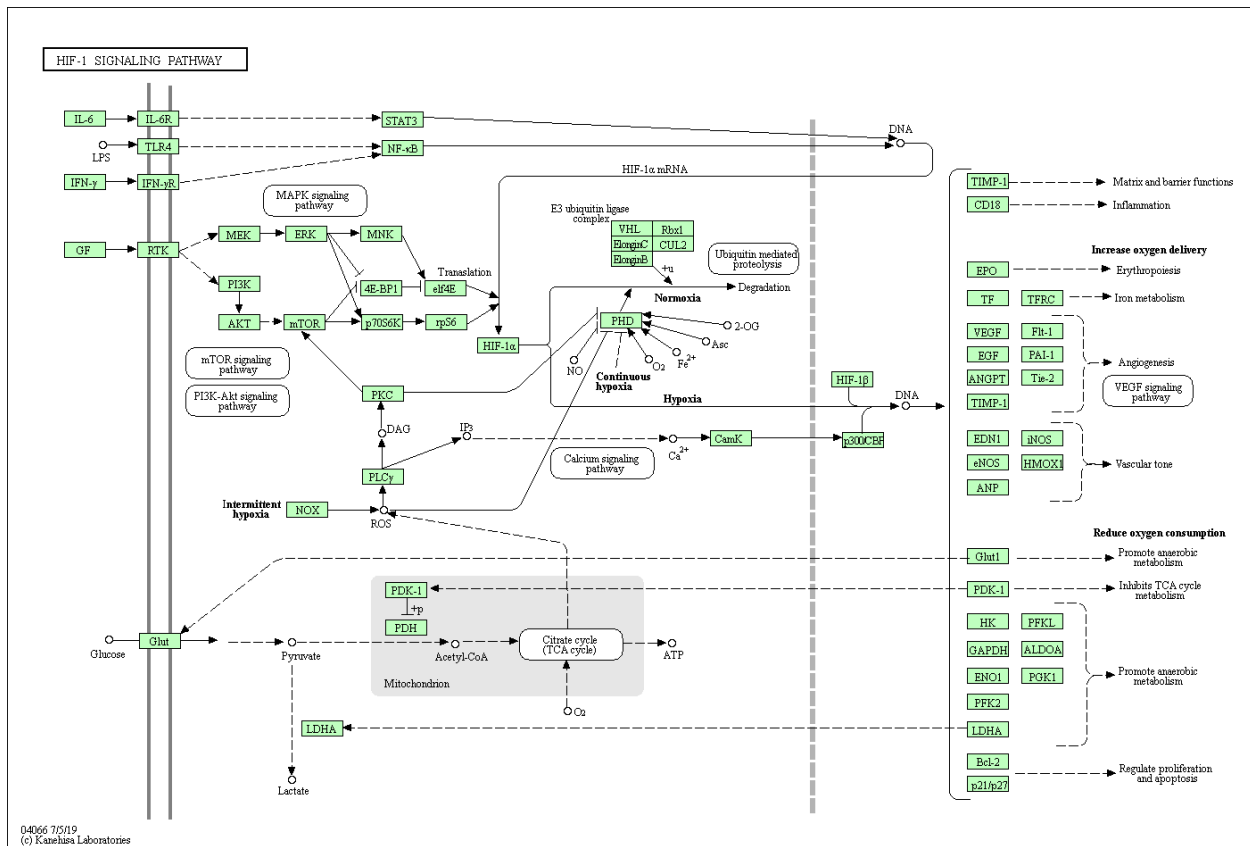 HIF-1 SIGNALING PATHWAY
IL-6
IL-6R
STAT3
DNA
LPS
TLR4
NF-κB
IFN-γ
IFN-γR
HIF-1α mRNA
MAPK signaling
pathway
GF
RTK
MEK
ERK
MNK
PI3K
4E-BP1
elf4E
Translation
AKT
mTOR
p70S6K
rpS6
HIF-1α
mTOR signaling
pathway
PI3K-Akt signaling
pathway
E3 ubiquitin ligase
complex
VHL
Rbx1
ElonginC
CUL2
ElonginB
+u
Ubiquitin mediated
proteolysis
Normoxia
Degradation
PHD
2-OG
Asc
Fe2+
O2
NO
Continuous
hypoxia
Hypoxia
HIF-1β
DNA
PKC
DAG
IP3
Ca2+
CamK
p300/CBP
Calcium signaling
pathway
PLCγ
Intermittent
hypoxia
NOX
ROS
TIMP-1
Matrix and barrier functions
CD18
Inflammation
Increase oxygen delivery
EPO
Erythropoiesis
TF
TFRC
Iron metabolism
VEGF
Flt-1
EGF
PAI-1
Angiogenesis
ANGPT
Tie-2
VEGF signaling
pathway
TIMP-1
EDN1
iNOS
eNOS
HMOX1
Vascular tone
ANP
Reduce oxygen consumption
Glut1
Promote anaerobic
metabolism
PDK-1
Inhibits TCA cycle
metabolism
HK
PFKL
GAPDH
ALDOA
ENO1
PGK1
Promote anaerobic
metabolism
PFK2
LDHA
Bcl-2
p21/p27
Regulate proliferation
and apoptosis
PDK-1
+p
PDH
Glucose
Glut
Pyruvate
Acetyl-CoA
Citrate cycle
(TCA cycle)
ATP
Mitochondrion
O2
LDHA
Lactate
04066 7/5/19
(c) Kanehisa Laboratories